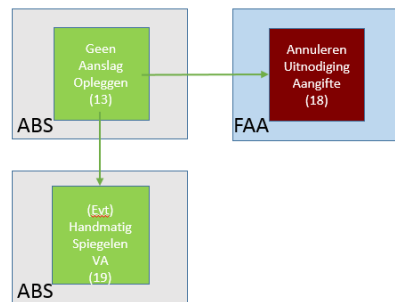 Geen
Aanslag
Opleggen
(13)
ABS
Annuleren
Uitnodiging
Aangifte
(18)
FAA
(Evt)
Handmatig
Spiegelen
VA
(19)
ABS